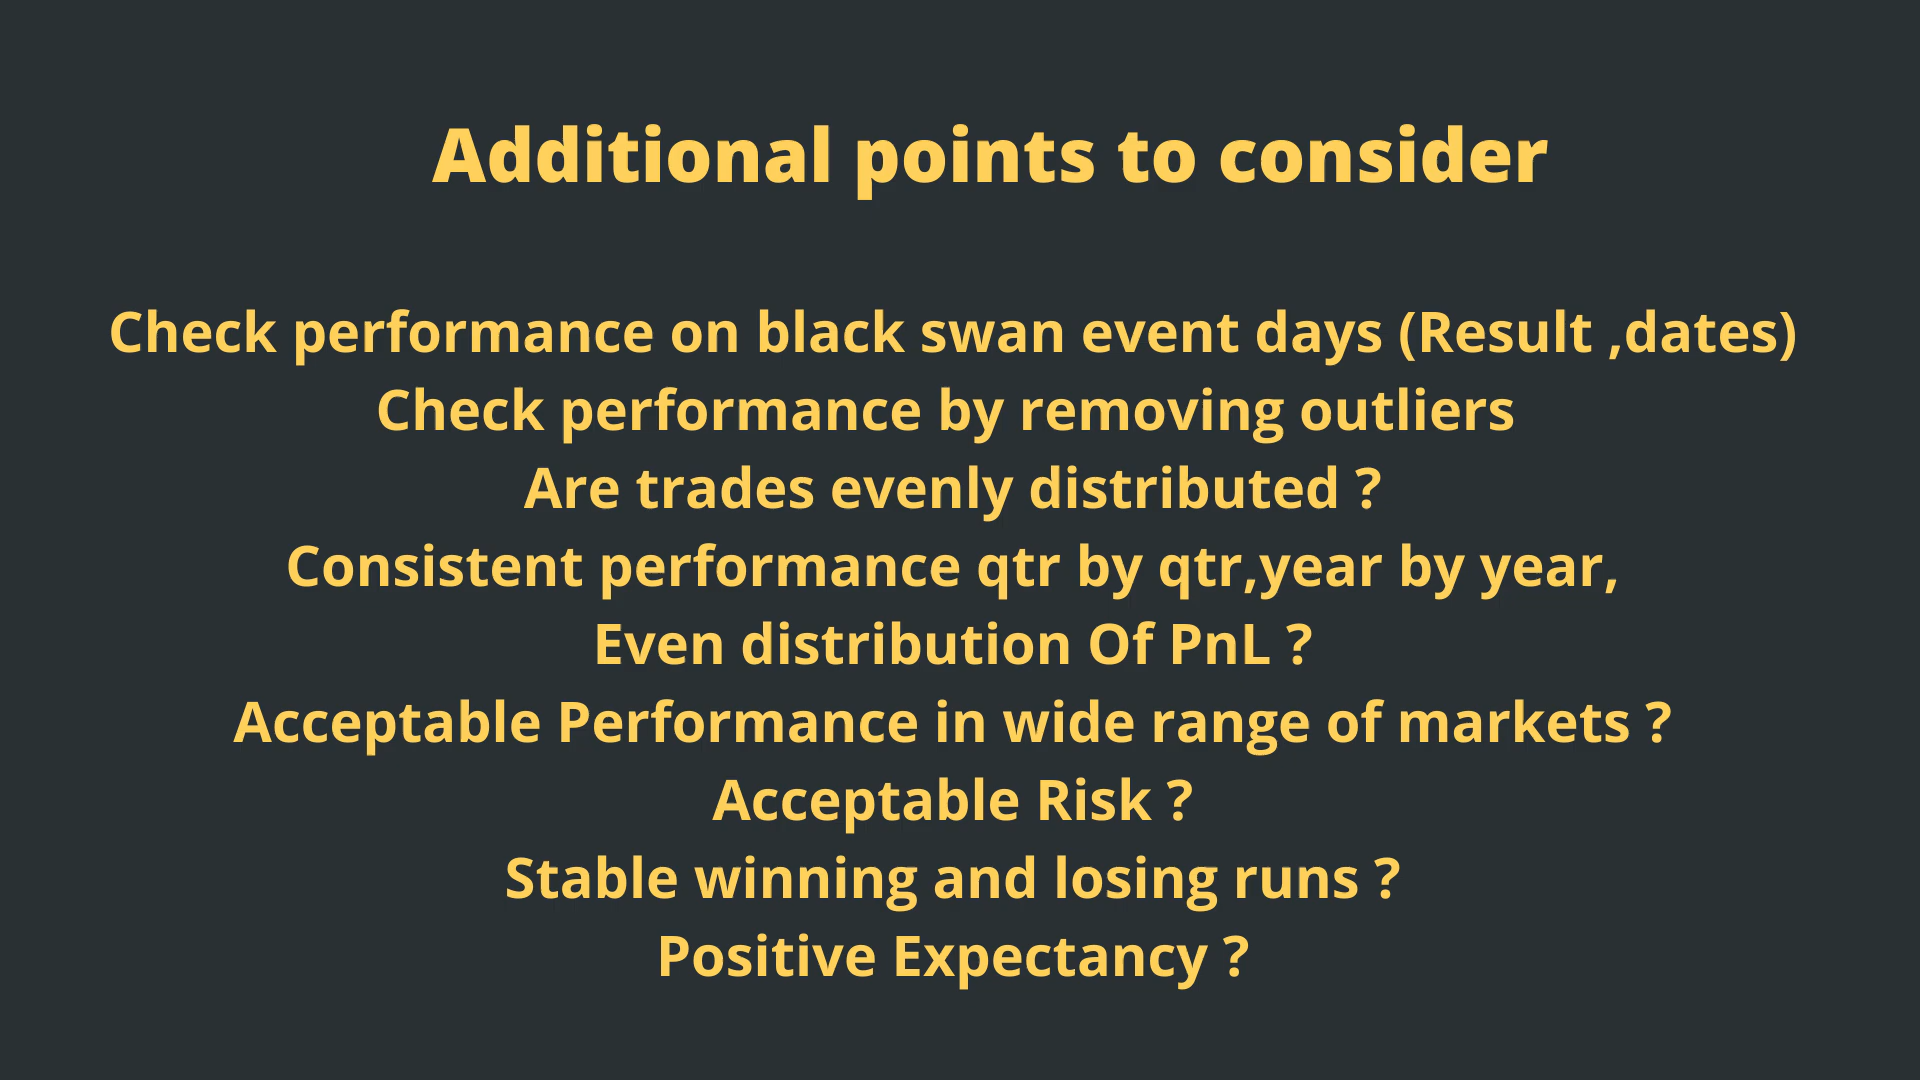 Additional points to consider
Check performance on black swan event days (Result ,dates)
Check performance by removing outliers
Are trades evenly distributed ?
Consistent performance qtr by qtr,year by year,
Even distribution Of PnL ?
Acceptable Performance in wide range of markets ?
Acceptable Risk ?
Stable winning and losing runs ?
Positive Expectancy ?